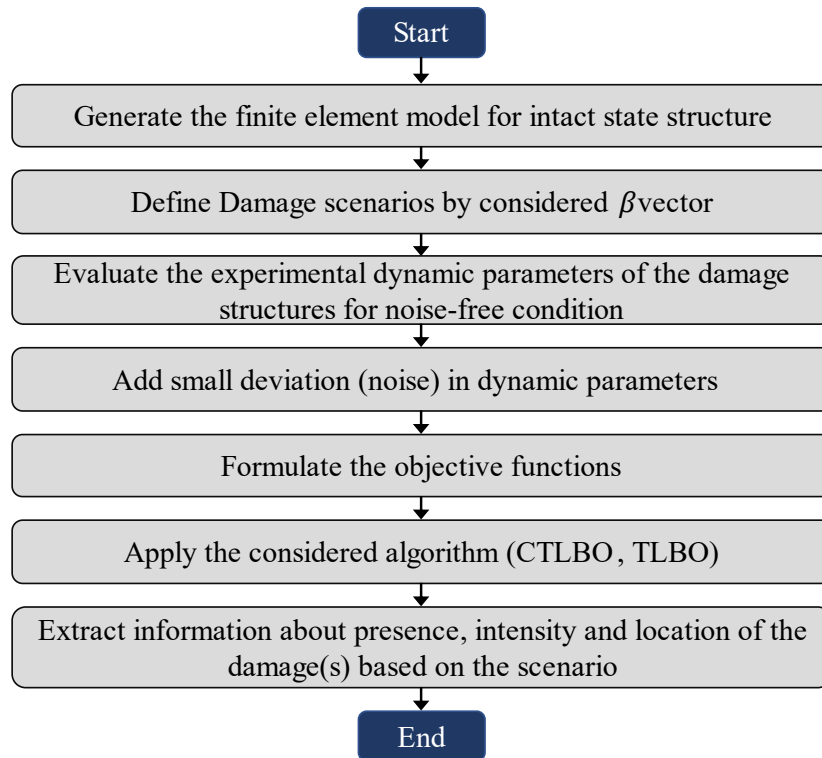 Start
Generate the finite element model for intact state structure
Define Damage scenarios by considered βvector
Evaluate the experimental dynamic parameters of the damage
structures for noise-free condition
Add small deviation (noise) in dynamic parameters
Formulate the objective functions
Apply the considered algorithm (CTLBO, TLBO)
Extract information about presence, intensity and location of the
damage(s) based on the scenario
End